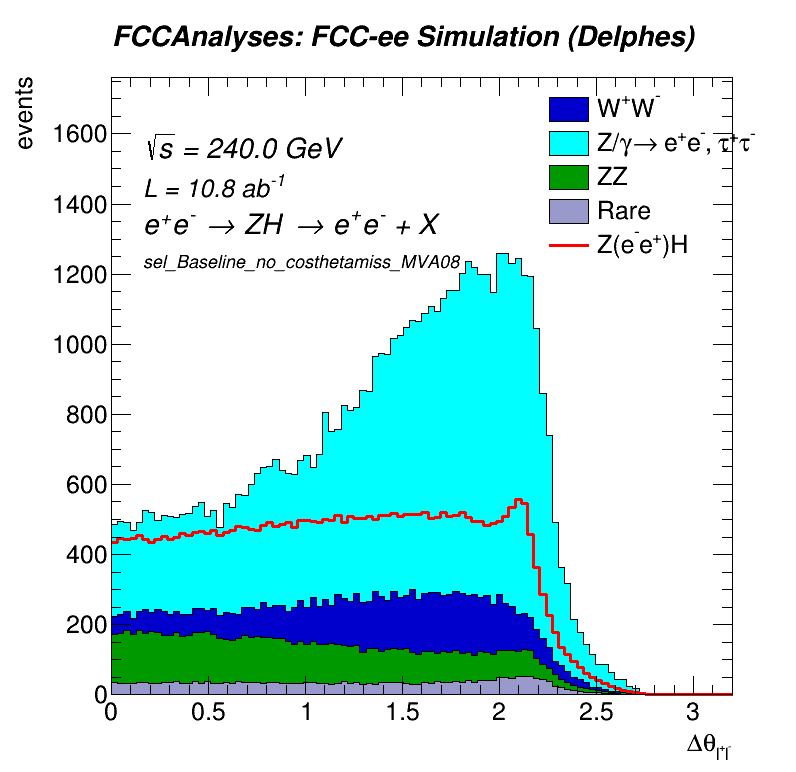 FCCAnalyses: FCC-ee Simulation (Delphes)
events
√s = 240.0 GeV
L = 10.8 ab⁻¹
e⁺e⁻ → ZH → e⁺e⁻ + X
sel_Baseline_no_costhetamiss_MVA08
W⁺W⁻
Z/γ→ e⁺e⁻, τ⁺τ⁻
ZZ
Rare
Z(e⁻e⁺)H
1600
1400
1200
1000
800
600
400
200
0
0 0.5 1 1.5 2 2.5 3
Δθ_l⁺l⁻